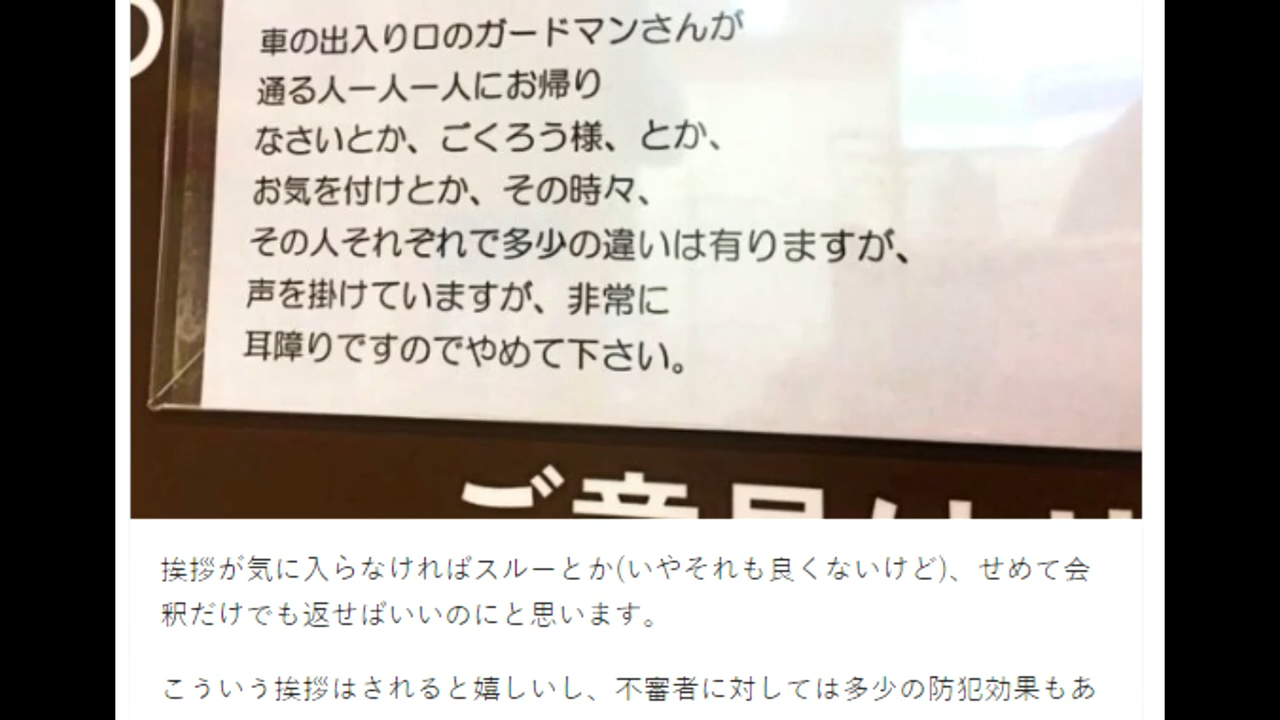 車の出入り口のガードマンさんが
通る人一人一人にお帰り
なさいとか、ごくろう様、とか、
お気を付けとか、その時々、
その人それぞれで多少の違いは有りますが、
声を掛けていますが、非常に
耳障りですのでやめて下さい。
ご意見は
挨拶が気に入らなければスルーとか(いやそれも良くないけど)、せめて会
釈だけでも返せばいいのにと思います。
こういう挨拶はされると嬉しいし、不審者に対しては多少の防犯効果もあ